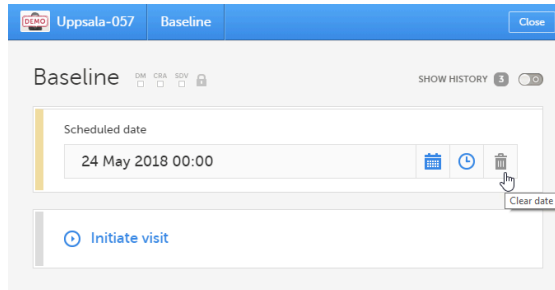 DEMO Uppsala-057 Baseline Close
Baseline DM CRA SDV SHOW HISTORY 3
Scheduled date
24 May 2018 00:00
Clear date
Initiate visit